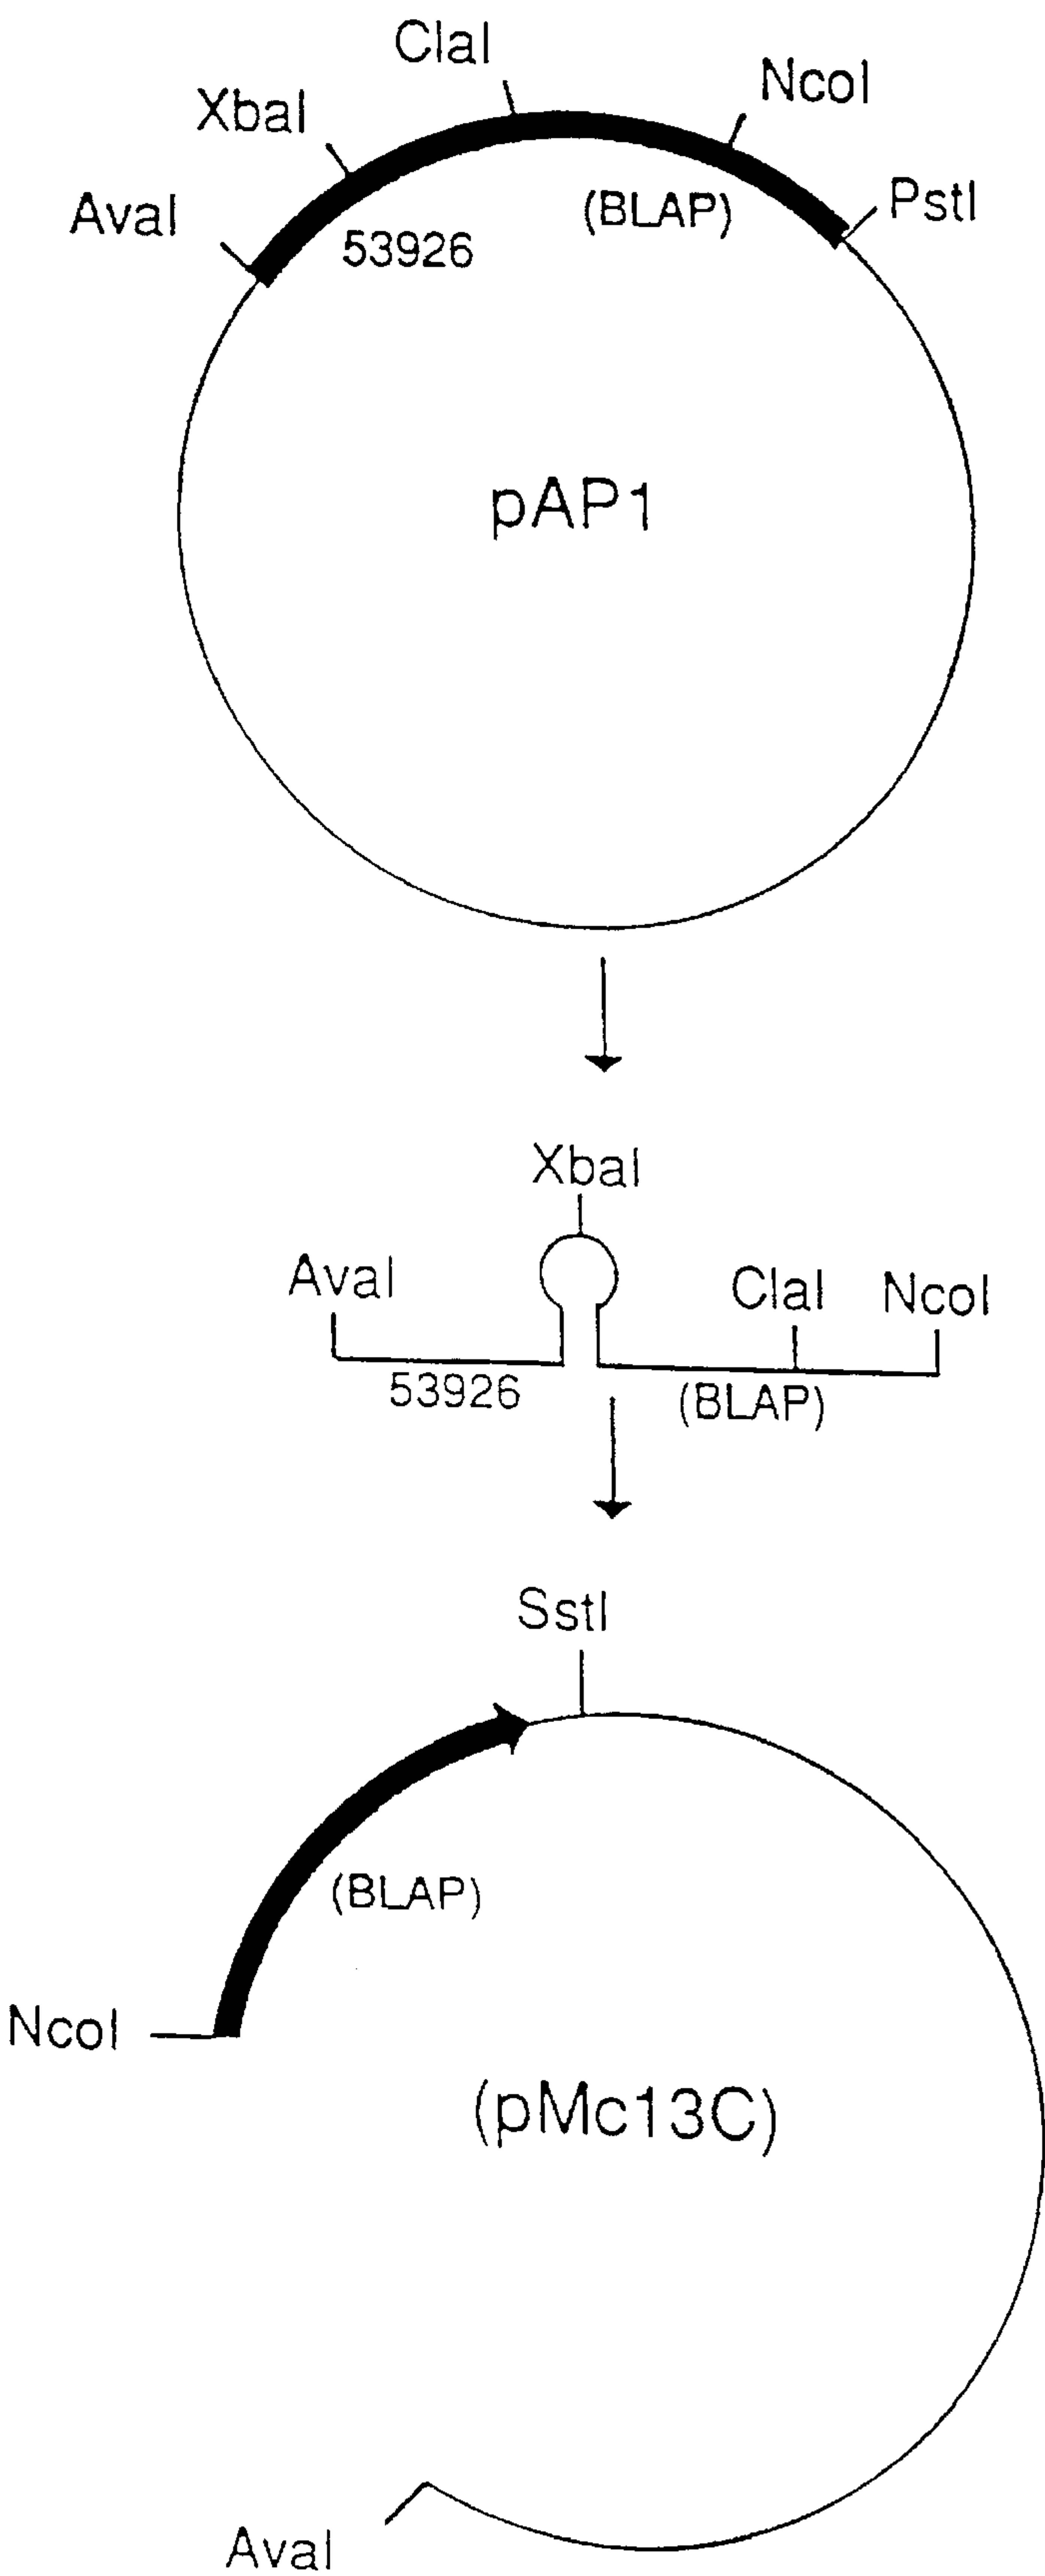 ClaI
NcoI
XbaI
AvaI
PstI
53926
(BLAP)
pAP1
XbaI
AvaI
ClaI
NcoI
53926
(BLAP)
SstI
(BLAP)
NcoI
(pMc13C)
AvaI